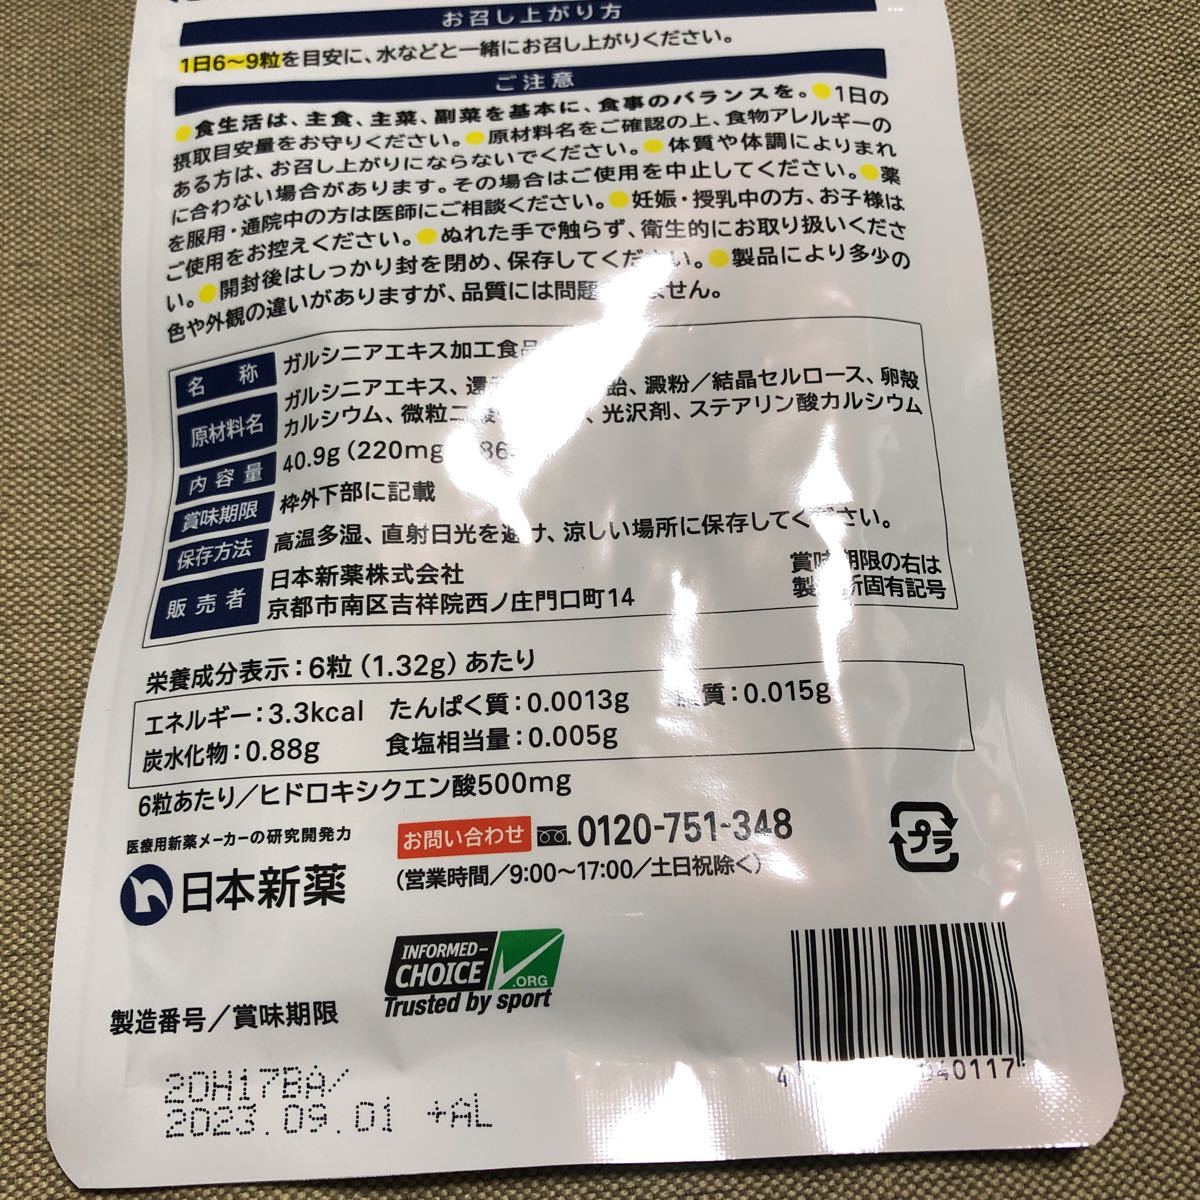 お召し上がり方
1日6〜9粒を目安に、水などと一緒にお召し上がりください。
ご注意
●食生活は、主食、主菜、副菜を基本に、食事のバランスを。●1日の
摂取目安量をお守りください。●原材料名をご確認の上、食物アレルギーの
ある方は、お召し上がりにならないでください。●体質や体調によりまれ
に合わない場合があります。その場合はご使用を中止してください。●薬
を服用・通院中の方は医師にご相談ください。●妊娠・授乳中の方、お子様は
ご使用をお控えください。●ぬれた手で触らず、衛生的にお取り扱いくださ
い。●開封後はしっかり封を閉め、保存してください。●製品により多少の
色や外観の違いがありますが、品質には問題 ません。
名称 ガルシニアエキス加工食品
原材料名 ガルシニアエキス、還 飴、澱粉／結晶セルロース、卵殻
カルシウム、微粒二酸 、光沢剤、ステアリン酸カルシウム
内容量 40.9g(220mg 86
賞味期限 枠外下部に記載
保存方法 高温多湿、直射日光を避け、涼しい場所に保存してください。
販売者 日本新薬株式会社
京都市南区吉祥院西ノ庄門口町14
賞味期限の右は
製 所固有記号
栄養成分表示：6粒(1.32g)あたり
エネルギー：3.3kcal たんぱく質：0.0013g 質：0.015g
炭水化物：0.88g 食塩相当量：0.005g
6粒あたり／ヒドロキシクエン酸500mg
医療用新薬メーカーの研究開発力
日本新薬
お問い合わせ 0120-751-348
(営業時間／9:00〜17:00／土日祝除く)
プラ
INFORMED-
CHOICE
.ORG
Trusted by sport
製造番号／賞味期限
20H17BA/
2023.09.01 +AL
4 40117